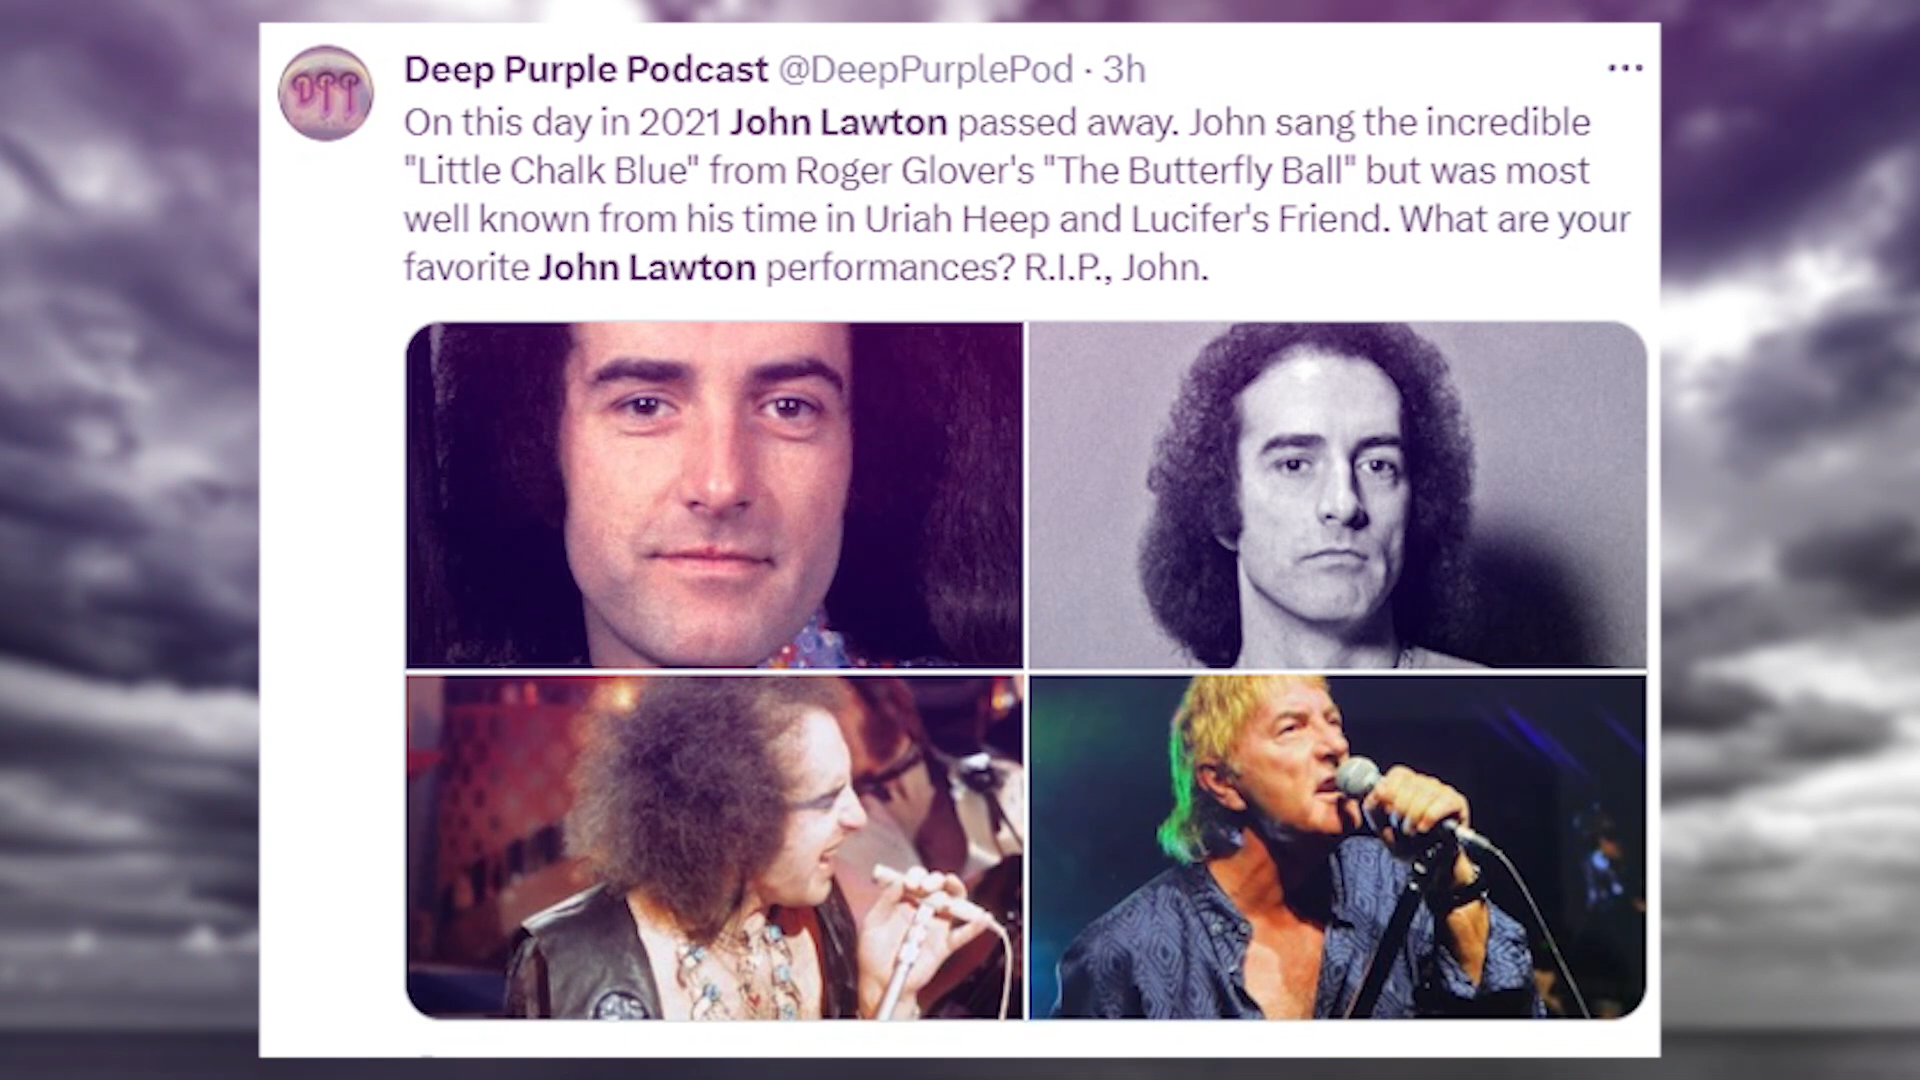 DPP
Deep Purple Podcast @DeepPurplePod · 3h
On this day in 2021 John Lawton passed away. John sang the incredible
"Little Chalk Blue" from Roger Glover's "The Butterfly Ball" but was most
well known from his time in Uriah Heep and Lucifer's Friend. What are your
favorite John Lawton performances? R.I.P., John.